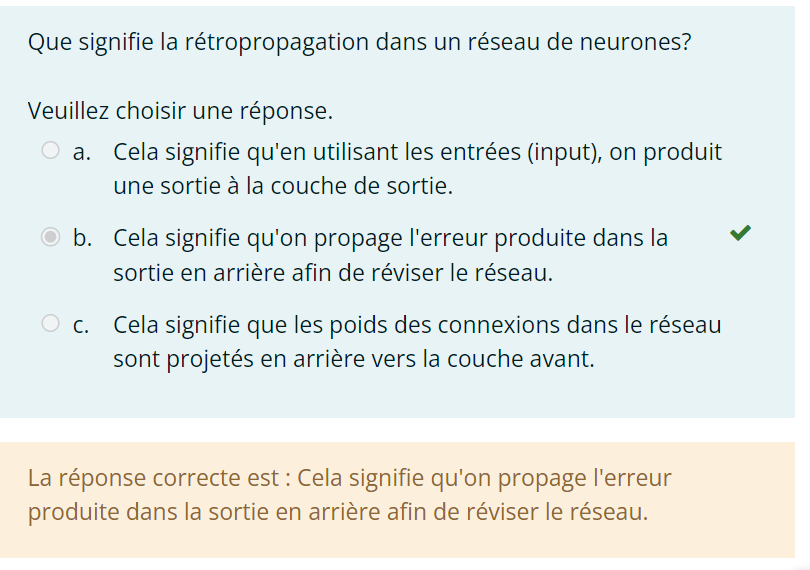 Que signifie la rétropropagation dans un réseau de neurones?
Veuillez choisir une réponse.
a. Cela signifie qu'en utilisant les entrées (input), on produit
une sortie à la couche de sortie.
b. Cela signifie qu'on propage l'erreur produite dans la
sortie en arrière afin de réviser le réseau.
c. Cela signifie que les poids des connexions dans le réseau
sont projetés en arrière vers la couche avant.
La réponse correcte est : Cela signifie qu'on propage l'erreur
produite dans la sortie en arrière afin de réviser le réseau.